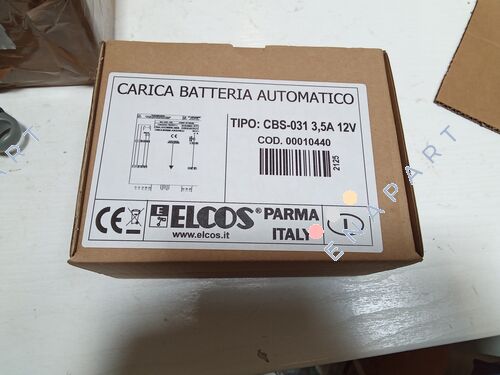 CARICA BATTERIA AUTOMATICO
TIPO: CBS-031 3,5A 12V
COD. 00010440
2125
CE
ELCOS® PARMA
www.elcos.it ITALY
I
ENAPART